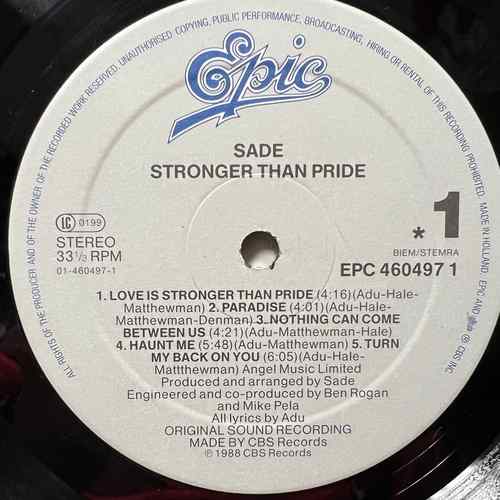 UNAUTHORISED COPYING, PUBLIC PERFORMANCE, BROADCASTING, HIRING OR RENTAL OF THIS RECORDING PROHIBITED. MADE IN HOLLAND. EPIC AND
ARE ℗ CBS INC
ALL RIGHTS OF THE PRODUCER AND OF THE OWNER OF THE RECORDED WORK RESERVED.
Epic
SADE
STRONGER THAN PRIDE
LC 0199
STEREO
33⅓ RPM
01-460497-1
* 1
BIEM/STEMRA
EPC 460497 1
1. LOVE IS STRONGER THAN PRIDE (4:16)(Adu-Hale-
Matthewman) 2. PARADISE (4:01)(Adu-Hale-
Matthewman-Denman) 3. NOTHING CAN COME
BETWEEN US (4:21)(Adu-Matthewman-Hale)
4. HAUNT ME (5:48)(Adu-Matthewman) 5. TURN
MY BACK ON YOU (6:05)(Adu-Hale-
Mattthewman) Angel Music Limited
Produced and arranged by Sade
Engineered and co-produced by Ben Rogan
and Mike Pela
All lyrics by Adu
ORIGINAL SOUND RECORDING
MADE BY CBS Records
℗ 1988 CBS Records